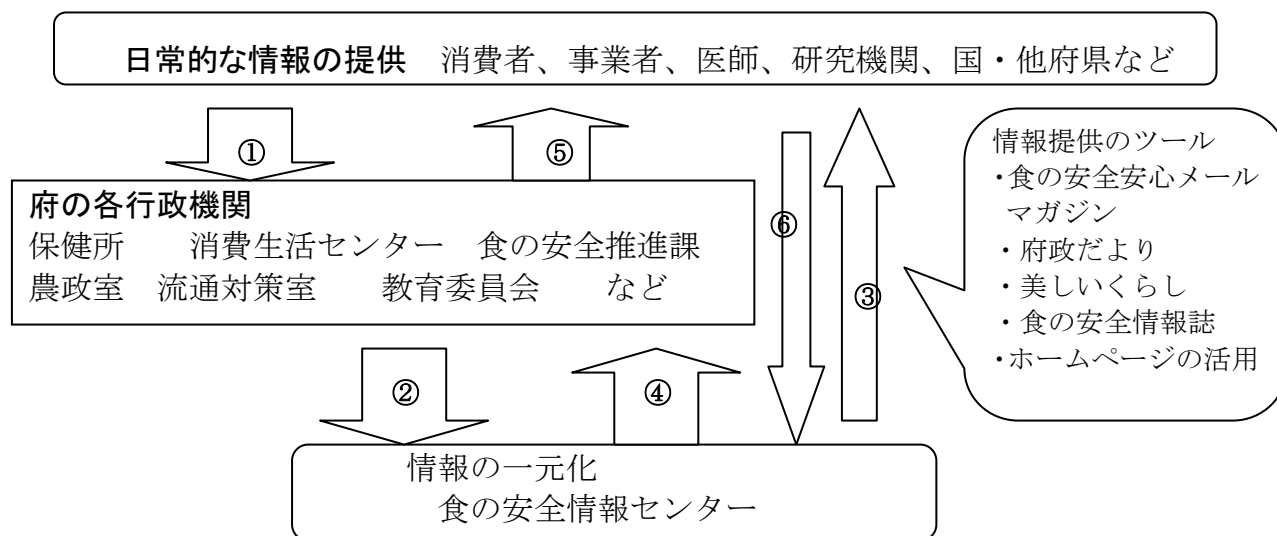 日常的な情報の提供　消費者、事業者、医師、研究機関、国・他府県など
①
⑤
府の各行政機関
保健所　　消費生活センター　食の安全推進課
農政室　流通対策室　　教育委員会　　など
⑥
③
情報提供のツール
・食の安全安心メール
マガジン
・府政だより
・美しいくらし
・食の安全情報誌
・ホームページの活用
②
④
情報の一元化
食の安全情報センター